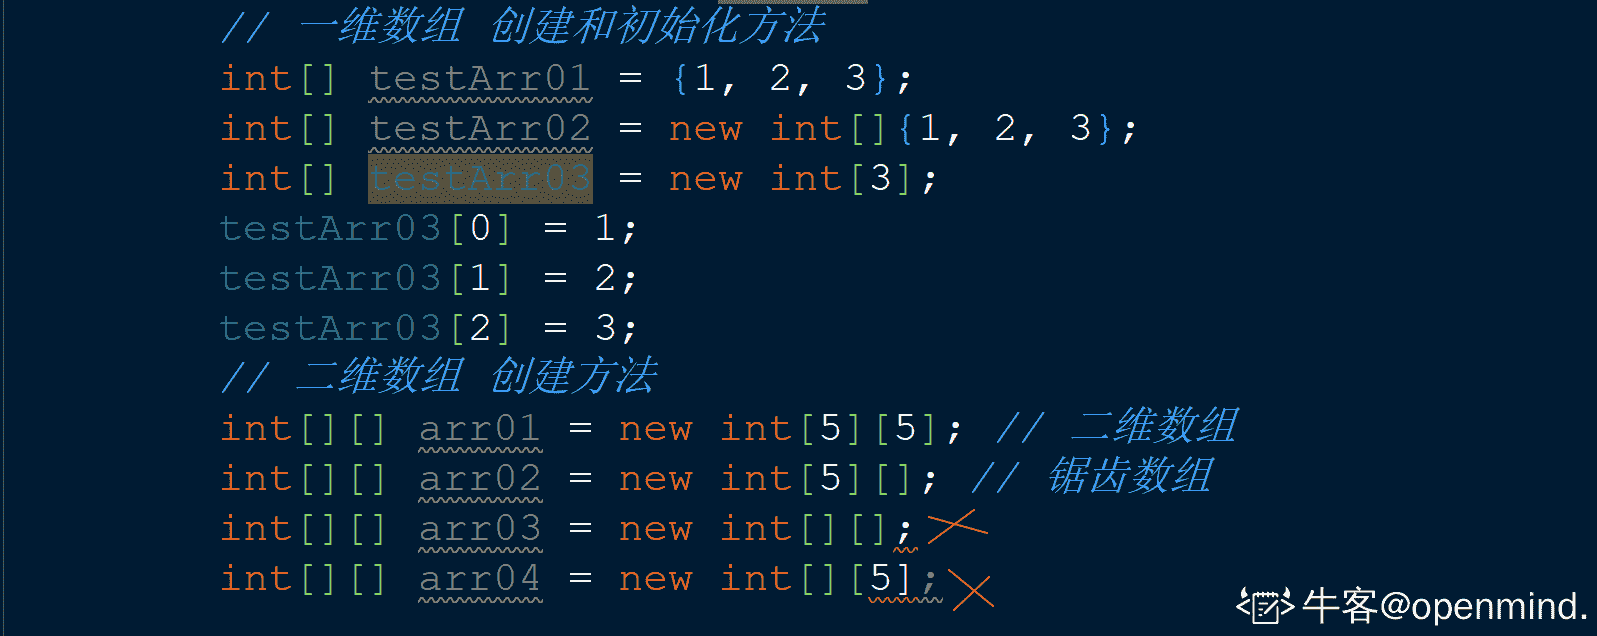 // 一维数组 创建和初始化方法
int[] testArr01 = {1, 2, 3};
int[] testArr02 = new int[]{1, 2, 3};
int[] testArr03 = new int[3];
testArr03[0] = 1;
testArr03[1] = 2;
testArr03[2] = 3;
// 二维数组 创建方法
int[][] arr01 = new int[5][5]; // 二维数组
int[][] arr02 = new int[5][]; // 锯齿数组
int[][] arr03 = new int[][];
int[][] arr04 = new int[][5];
牛客@openmind.